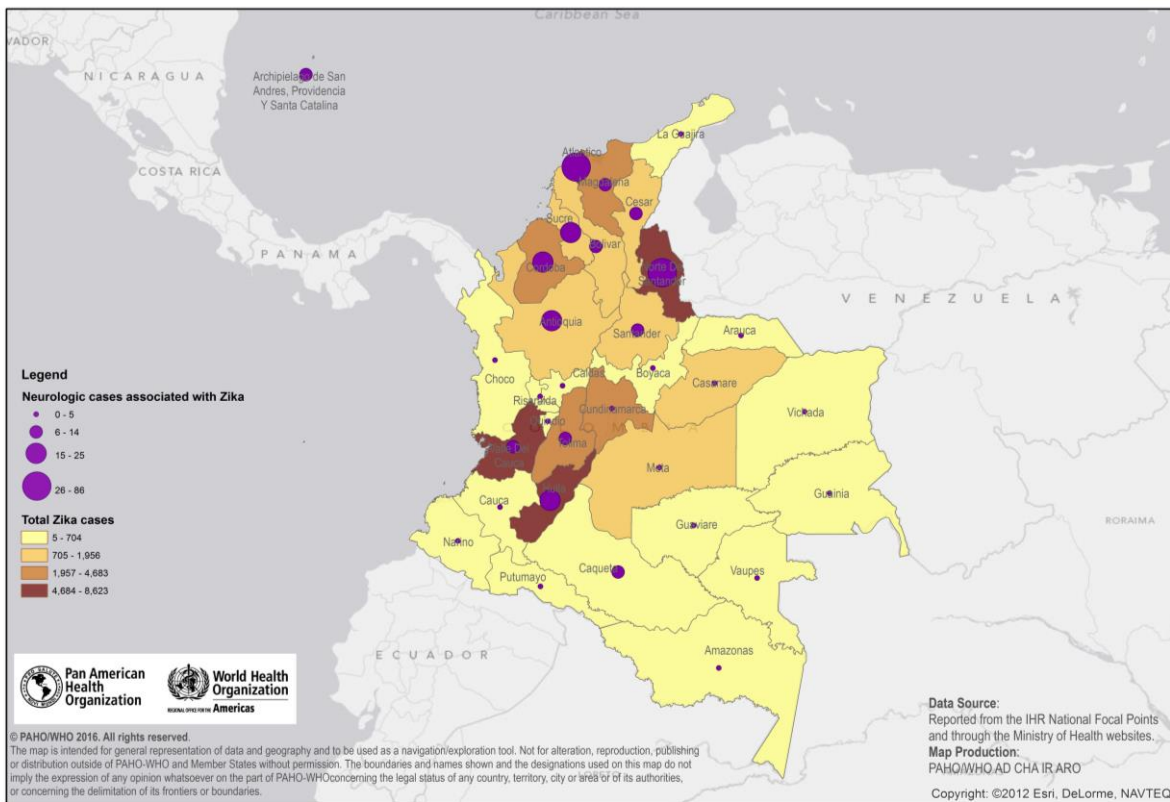 Caribbean Sea
VADOR
NICARAGUA
Archipielago de San
Andres, Providencia
Y Santa Catalina
COSTA RICA
PANAMA
VENEZUELA
La Guajira
Atlantico
Magdalena
Cesar
Sucre
Bolivar
Cordoba
Norte De
Santander
Antioquia
Santander
Arauca
Choco
Caldas
Boyaca
Casanare
Risaralda
Cundinamarca
Vichada
Quindio
Tolima
Valle Del
Cauca
Meta
Guainia
Huila
Cauca
Guaviare
RORAIMA
Narino
Caqueta
Vaupes
Putumayo
ECUADOR
Amazonas
LORETO
Legend
Neurologic cases associated with Zika
0 - 5
6 - 14
15 - 25
26 - 86
Total Zika cases
5 - 704
705 - 1,956
1,957 - 4,683
4,684 - 8,623
Pan American
Health
Organization
World Health
Organization
REGIONAL OFFICE FOR THE Americas
© PAHO/WHO 2016. All rights reserved.
The map is intended for general representation of data and geography and to be used as a navigation/exploration tool. Not for alteration, reproduction, publishing
or distribution outside of PAHO-WHO and Member States without permission. The boundaries and names shown and the designations used on this map do not
imply the expression of any opinion whatsoever on the part of PAHO-WHOconcerning the legal status of any country, territory, city or area or of its authorities,
or concerning the delimitation of its frontiers or boundaries.
Data Source:
Reported from the IHR National Focal Points
and through the Ministry of Health websites.
Map Production:
PAHO/WHO AD CHA IR ARO
Copyright: ©2012 Esri, DeLorme, NAVTEQ